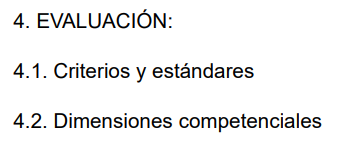 4. EVALUACIÓN:
4.1. Criterios y estándares
4.2. Dimensiones competenciales